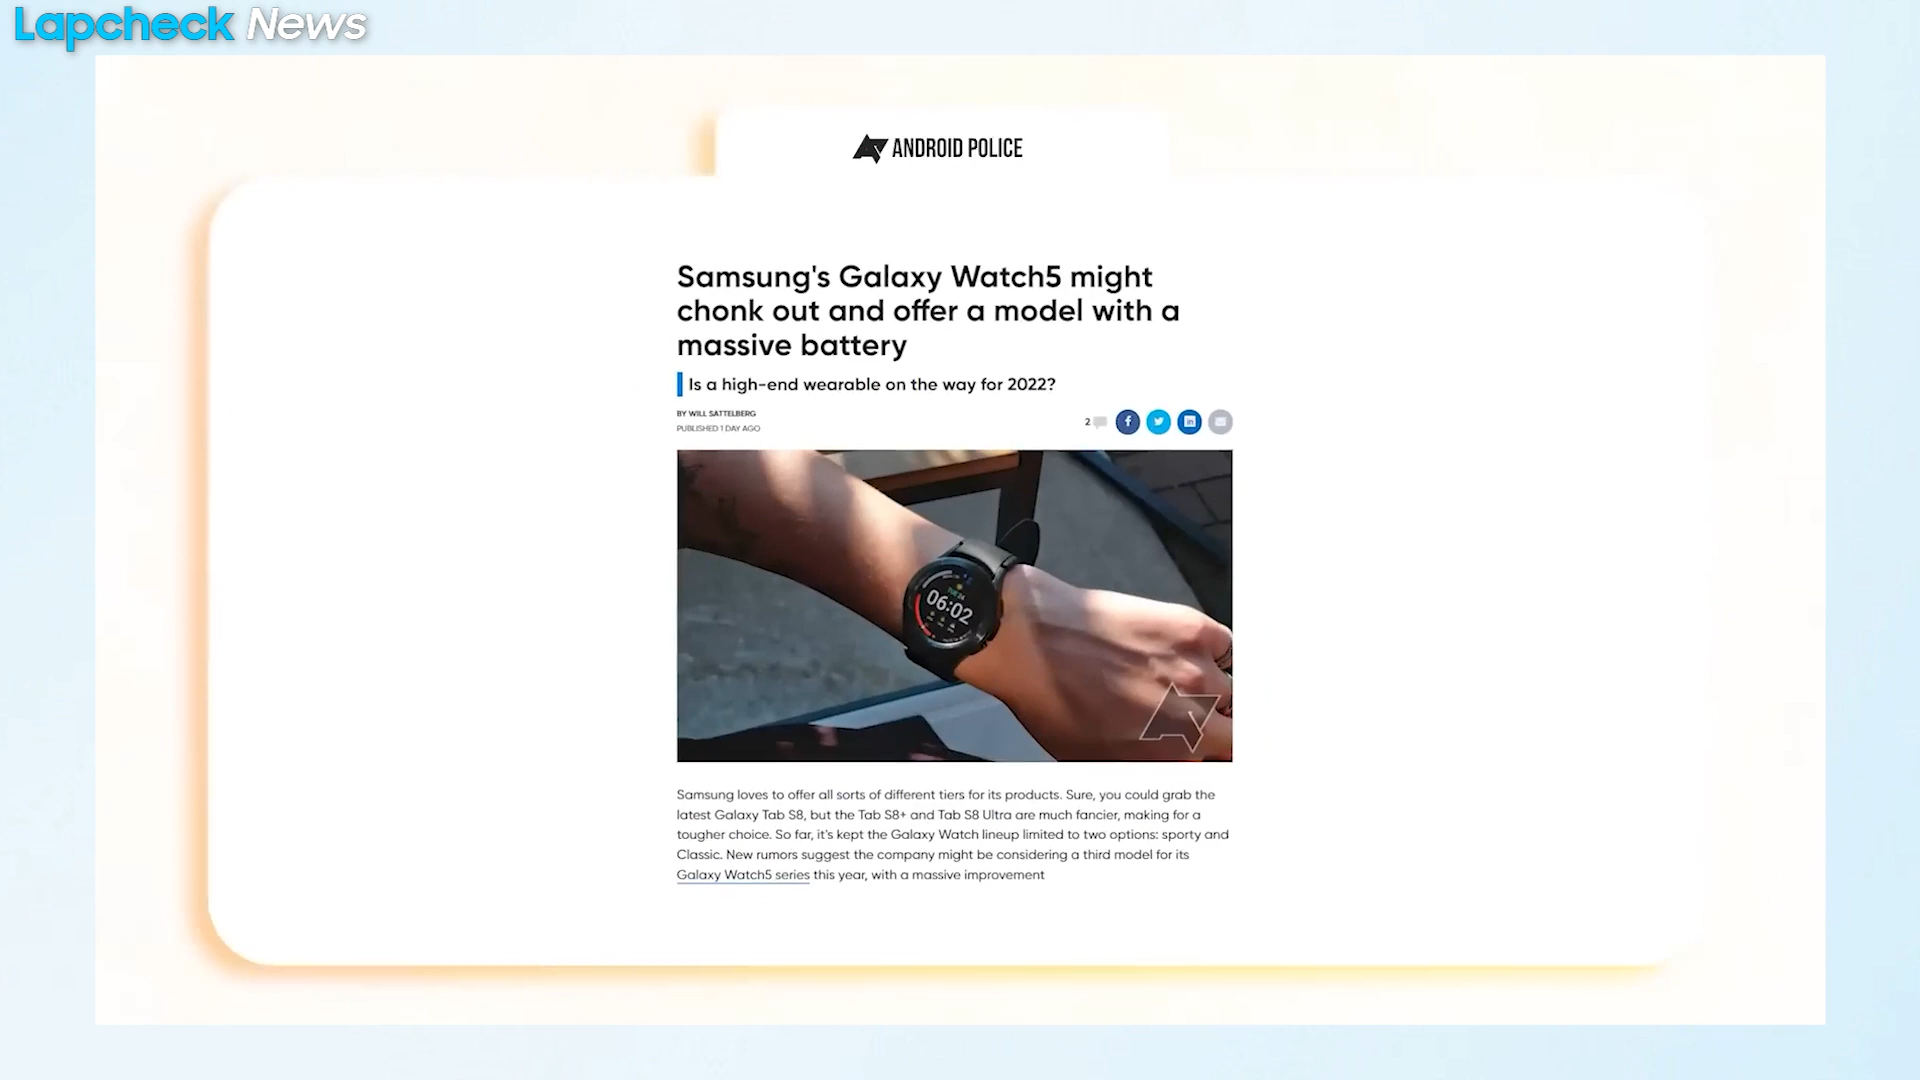 Lapcheck News
ANDROID POLICE
Samsung's Galaxy Watch5 might
chonk out and offer a model with a
massive battery
Is a high-end wearable on the way for 2022?
BY WILL SATTELBERG
PUBLISHED 1 DAY AGO
2
06:02
Samsung loves to offer all sorts of different tiers for its products. Sure, you could grab the
latest Galaxy Tab S8, but the Tab S8+ and Tab S8 Ultra are much fancier, making for a
tougher choice. So far, it's kept the Galaxy Watch lineup limited to two options: sporty and
Classic. New rumors suggest the company might be considering a third model for its
Galaxy Watch5 series this year, with a massive improvement